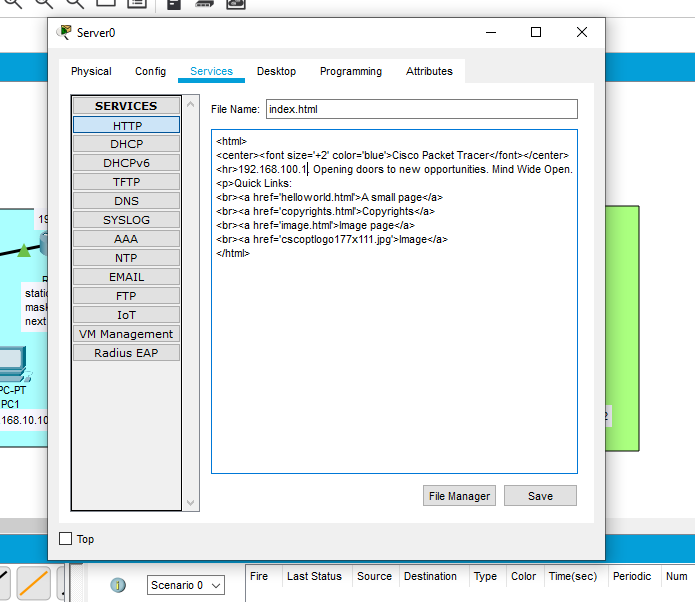 Server0
Physical Config Services Desktop Programming Attributes
SERVICES
HTTP
DHCP
DHCPv6
TFTP
DNS
SYSLOG
AAA
NTP
EMAIL
FTP
IoT
VM Management
Radius EAP
File Name: index.html
<html>
<center><font size='+2' color='blue'>Cisco Packet Tracer</font></center>
<hr>192.168.100.1. Opening doors to new opportunities. Mind Wide Open.
<p>Quick Links:
<br><a href='helloworld.html'>A small page</a>
<br><a href='copyrights.html'>Copyrights</a>
<br><a href='image.html'>Image page</a>
<br><a href='cscoptlogo177x111.jpg'>Image</a>
</html>
File Manager Save
Top
19
R
static
mask
next
PC-PT
PC1
.168.10.10
2
Scenario 0
Fire Last Status Source Destination Type Color Time(sec) Periodic Num